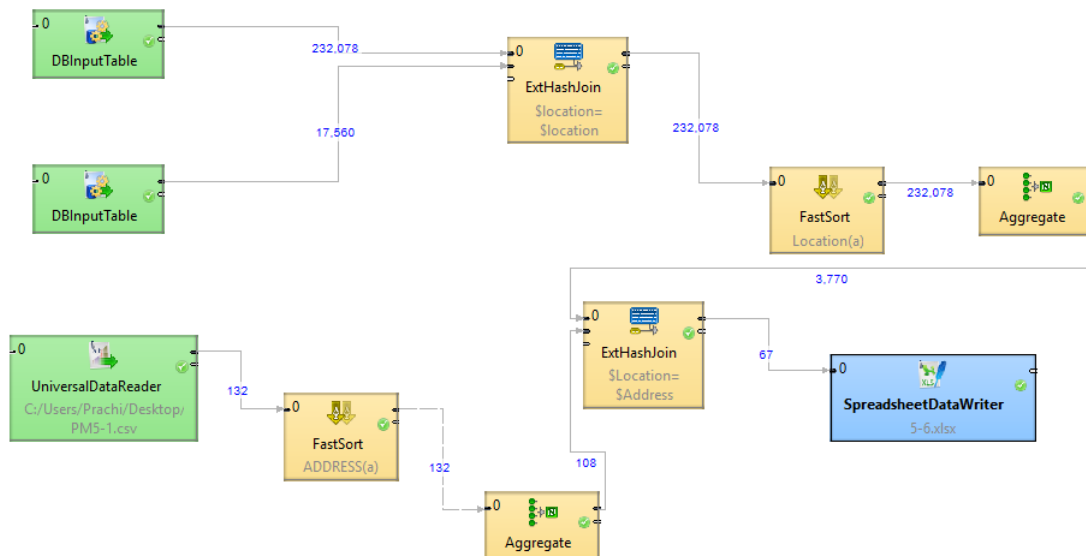 0
DBInputTable
232,078
0
ExtHashJoin
$location=
$location
17,560
232,078
0
DBInputTable
0
FastSort
Location(a)
232,078
0
Aggregate
3,770
0
ExtHashJoin
$Location=
$Address
67
0
UniversalDataReader
C:/Users/Prachi/Desktop/
PM5-1.csv
132
0
XLS
SpreadsheetDataWriter
5-6.xlsx
0
FastSort
ADDRESS(a)
132
108
0
Aggregate